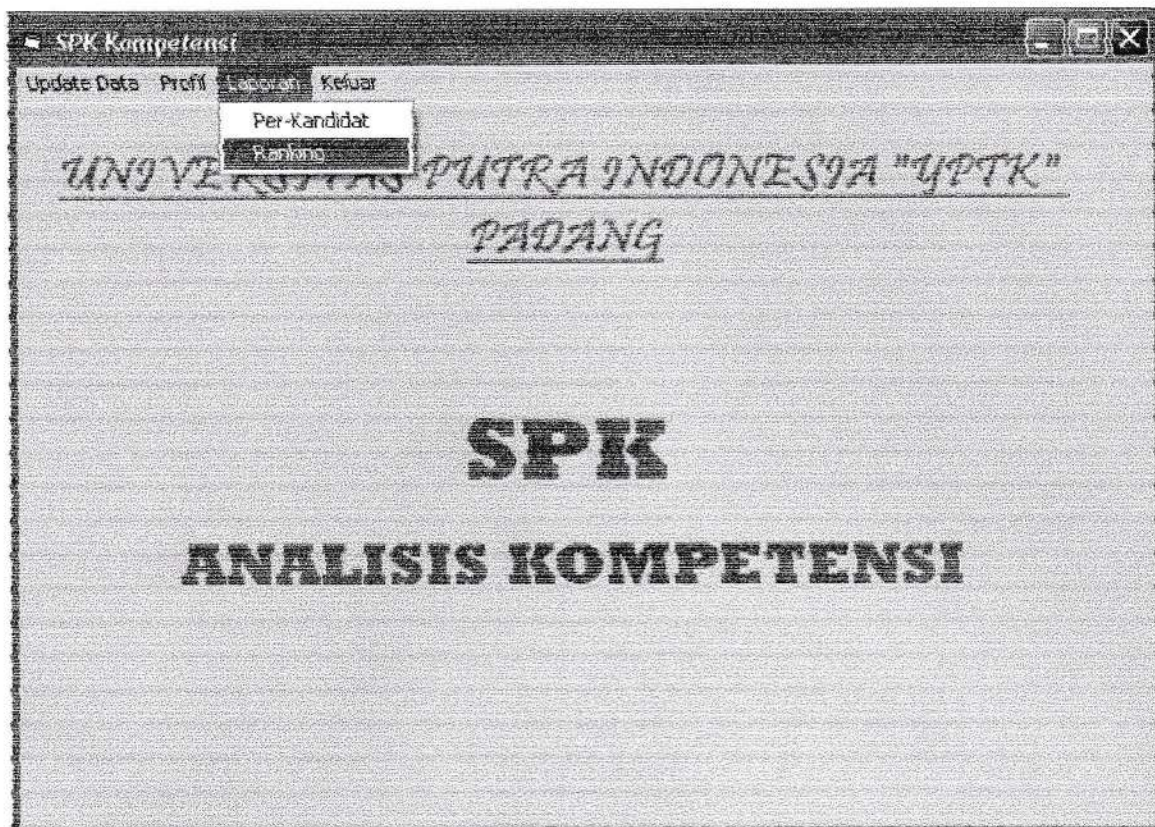 SPK Kompetensi
Update Data Profil Laporan Keluar
Per-Kandidat
Ranking
UNIVERSITAS PUTRA INDONESIA "YPTK"
PADANG
SPK
ANALISIS KOMPETENSI